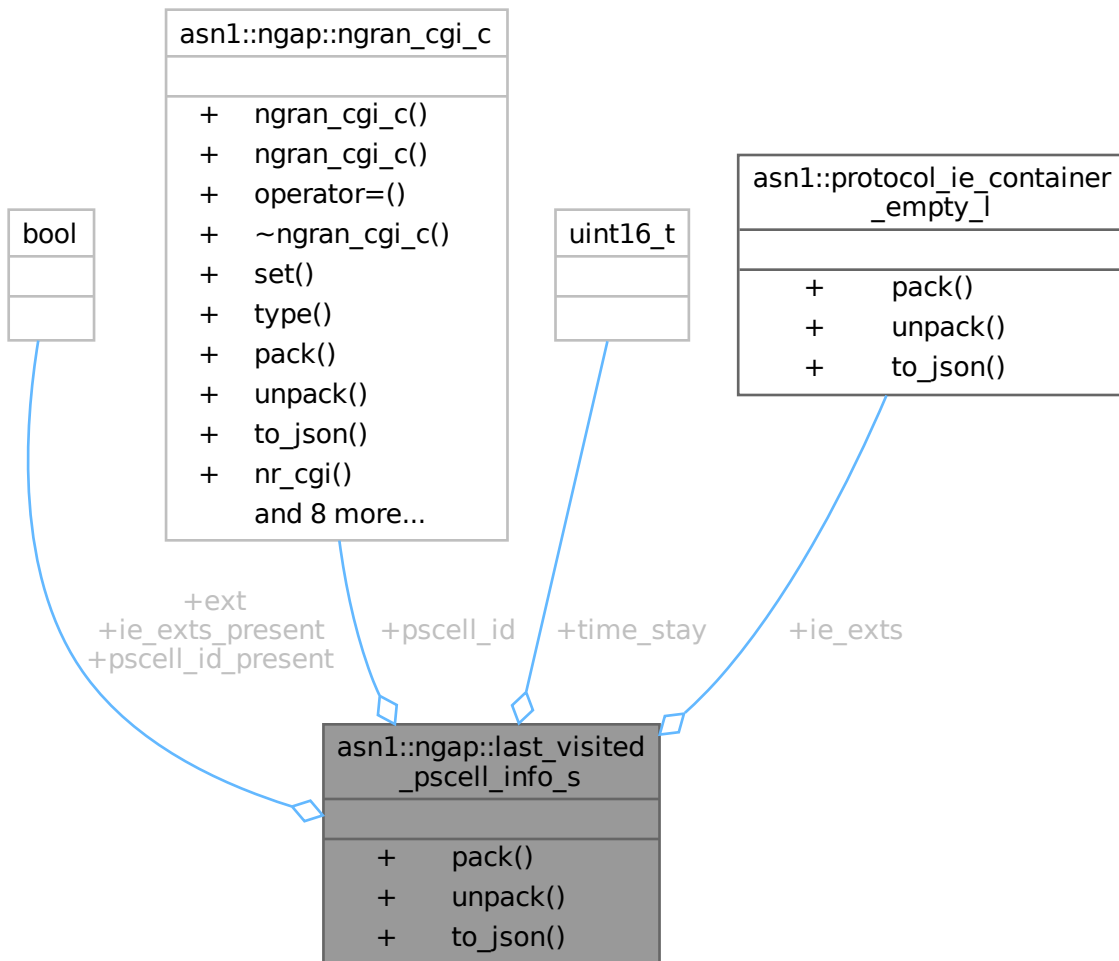 asn1::ngap::ngran_cgi_c
+ ngran_cgi_c()
+ ngran_cgi_c()
+ operator=()
+ ~ngran_cgi_c()
+ set()
+ type()
+ pack()
+ unpack()
+ to_json()
+ nr_cgi()
and 8 more...
bool
uint16_t
asn1::protocol_ie_container
_empty_l
+ pack()
+ unpack()
+ to_json()
+ext
+ie_exts_present
+pscell_id_present
+pscell_id
+time_stay
+ie_exts
asn1::ngap::last_visited
_pscell_info_s
+ pack()
+ unpack()
+ to_json()